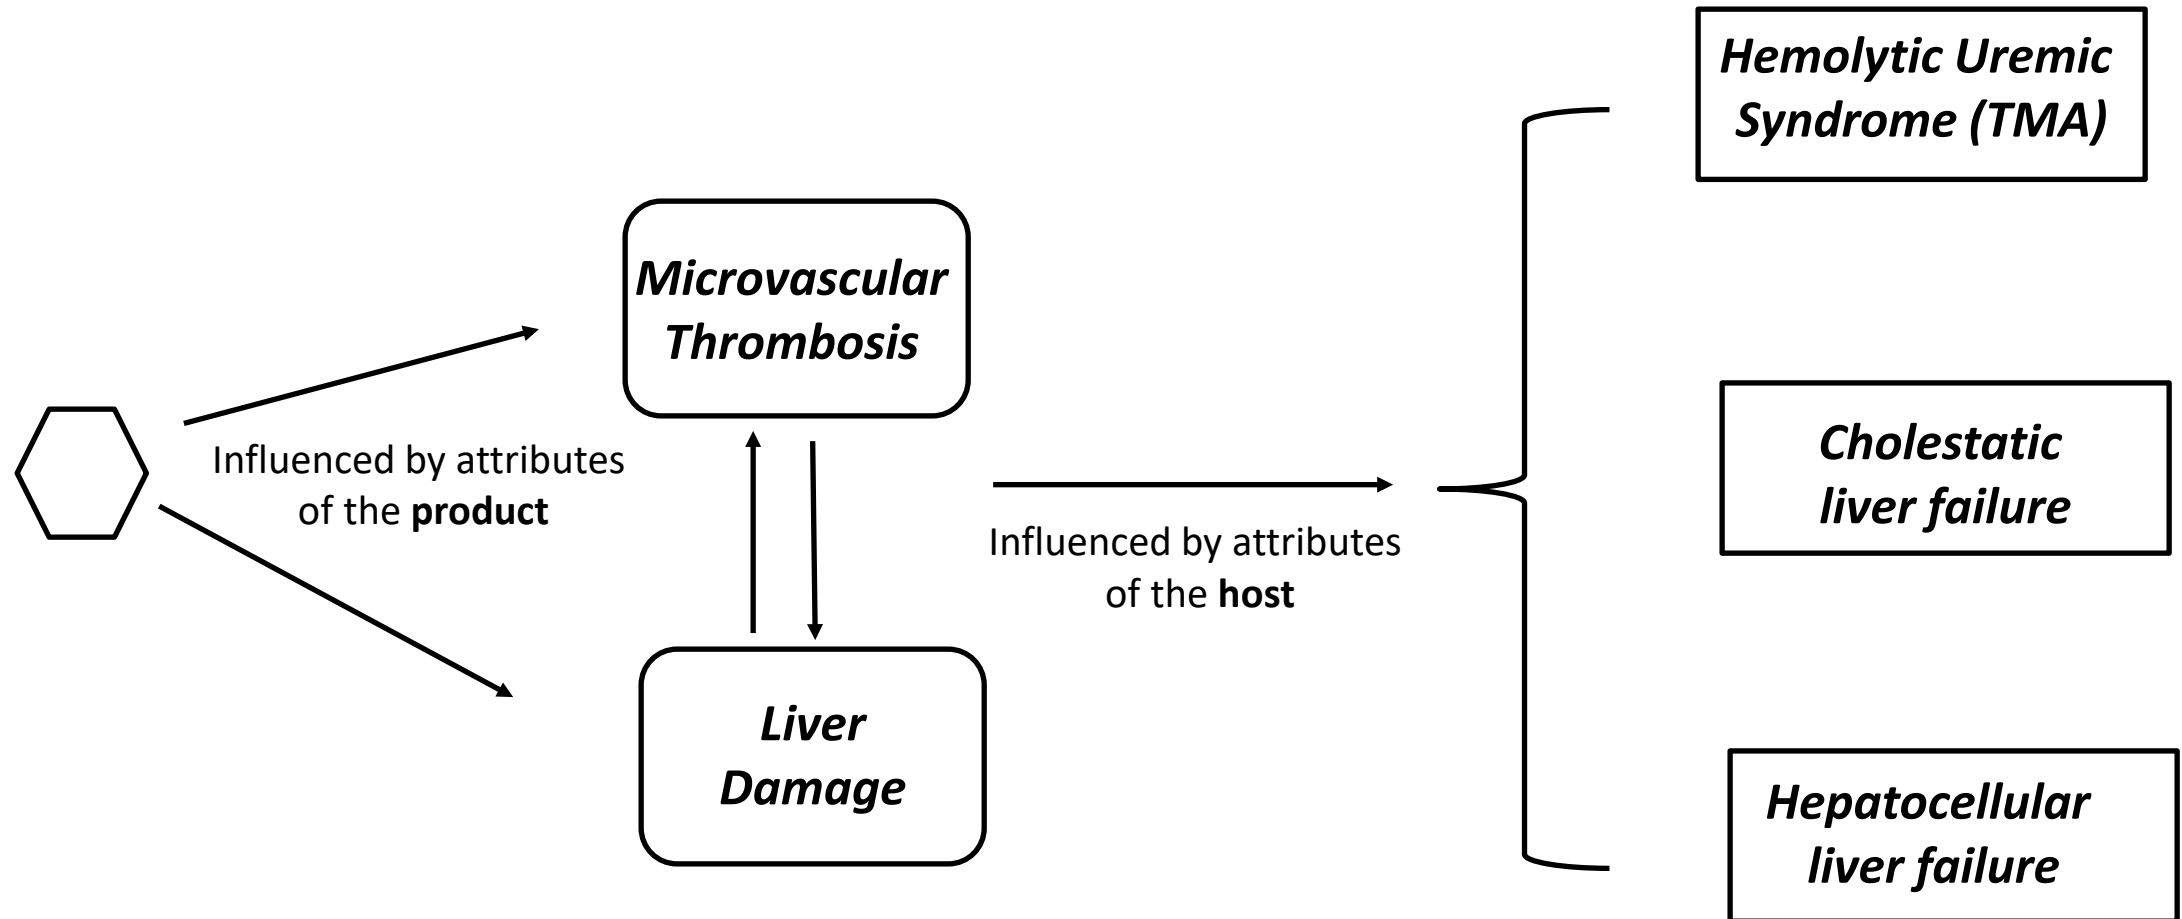 Hemolytic Uremic
Syndrome (TMA)
Microvascular
Thrombosis
Influenced by attributes
of the product
Cholestatic
liver failure
Influenced by attributes
of the host
Liver
Damage
Hepatocellular
liver failure